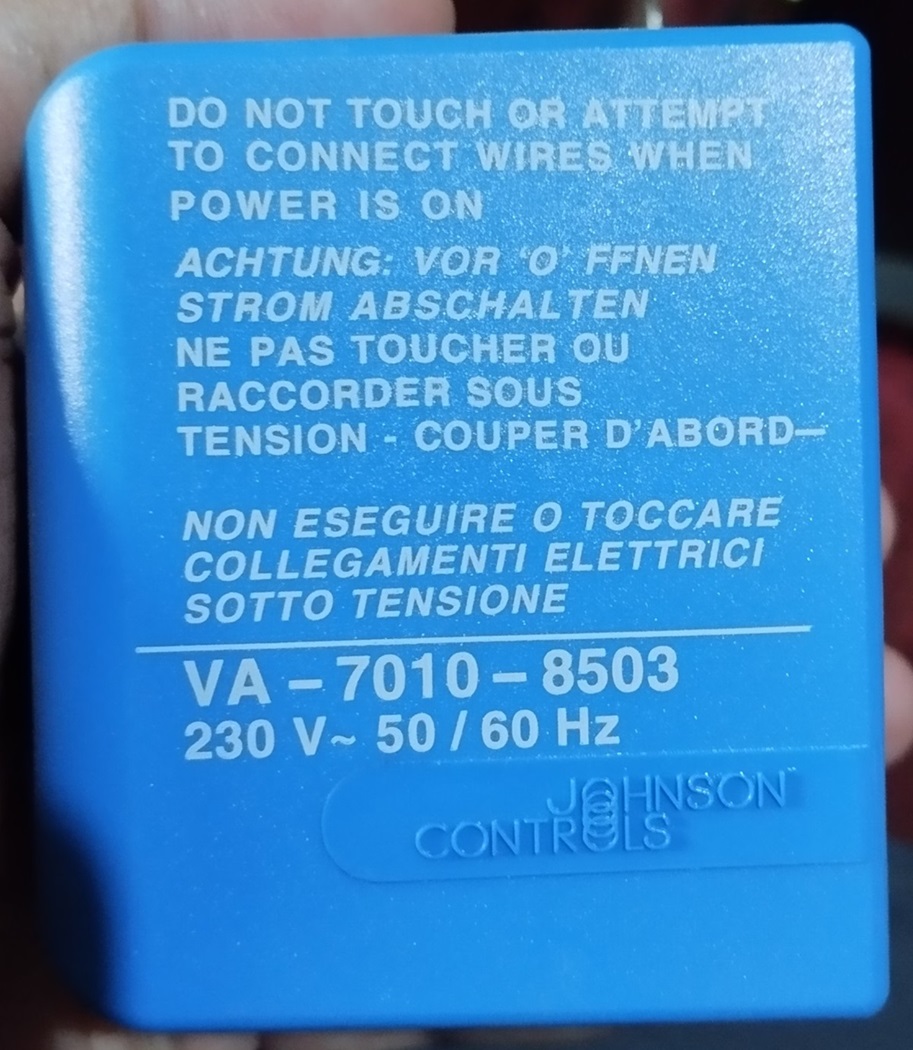 DO NOT TOUCH OR ATTEMPT
TO CONNECT WIRES WHEN
POWER IS ON
ACHTUNG: VOR 'O' FFNEN
STROM ABSCHALTEN
NE PAS TOUCHER OU
RACCORDER SOUS
TENSION - COUPER D'ABORD—
NON ESEGUIRE O TOCCARE
COLLEGAMENTI ELETTRICI
SOTTO TENSIONE
VA – 7010 – 8503
230 V~ 50 / 60 Hz
JOHNSON
CONTROLS